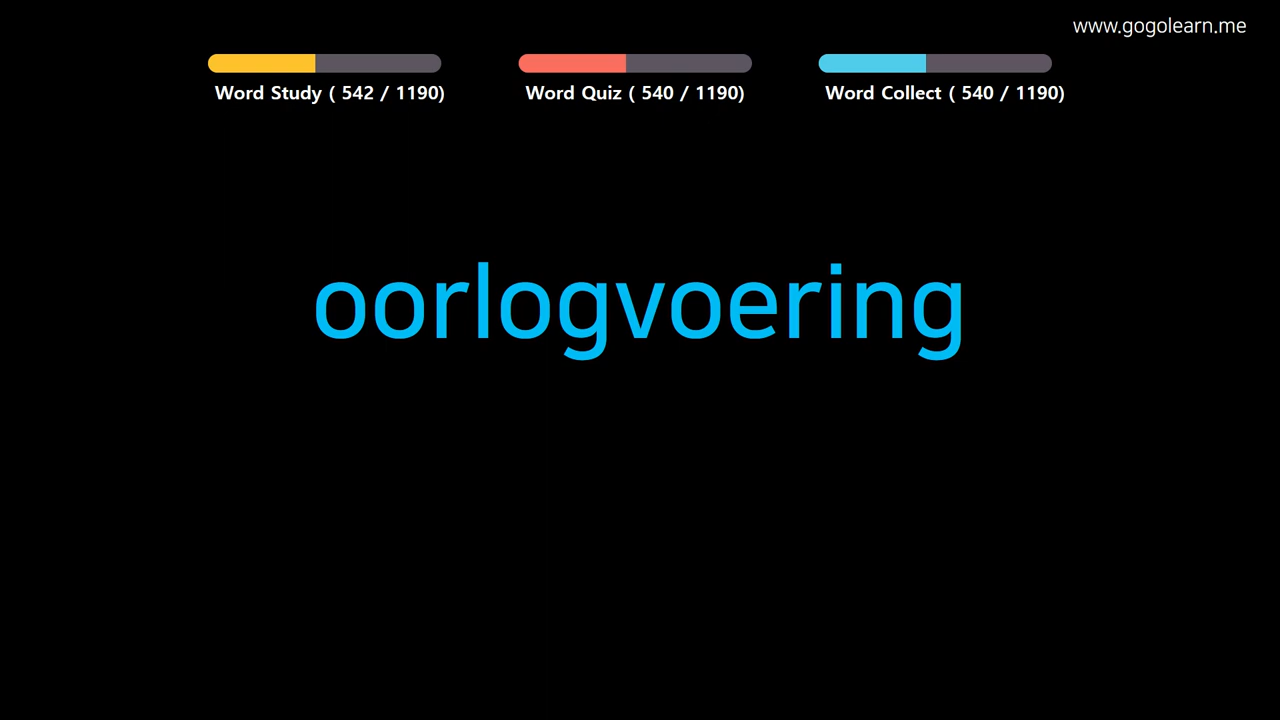 www.gogolearn.me
Word Study ( 542 / 1190)
Word Quiz ( 540 / 1190)
Word Collect ( 540 / 1190)
oorlogvoering